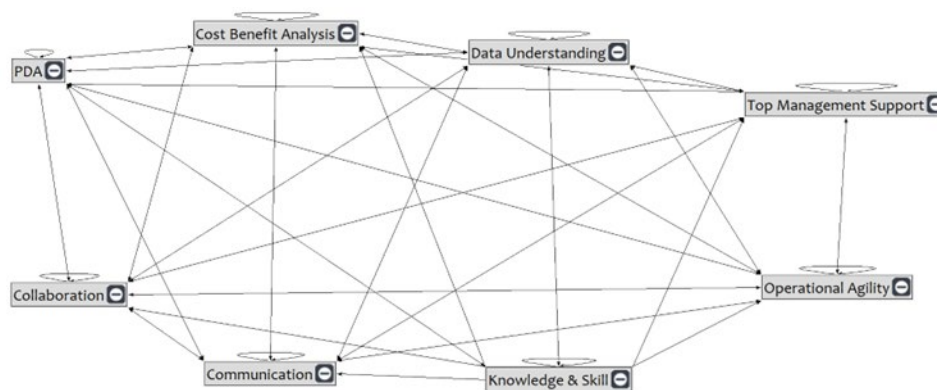 Cost Benefit Analysis
Data Understanding
PDA
Top Management Support
Collaboration
Operational Agility
Communication
Knowledge & Skill